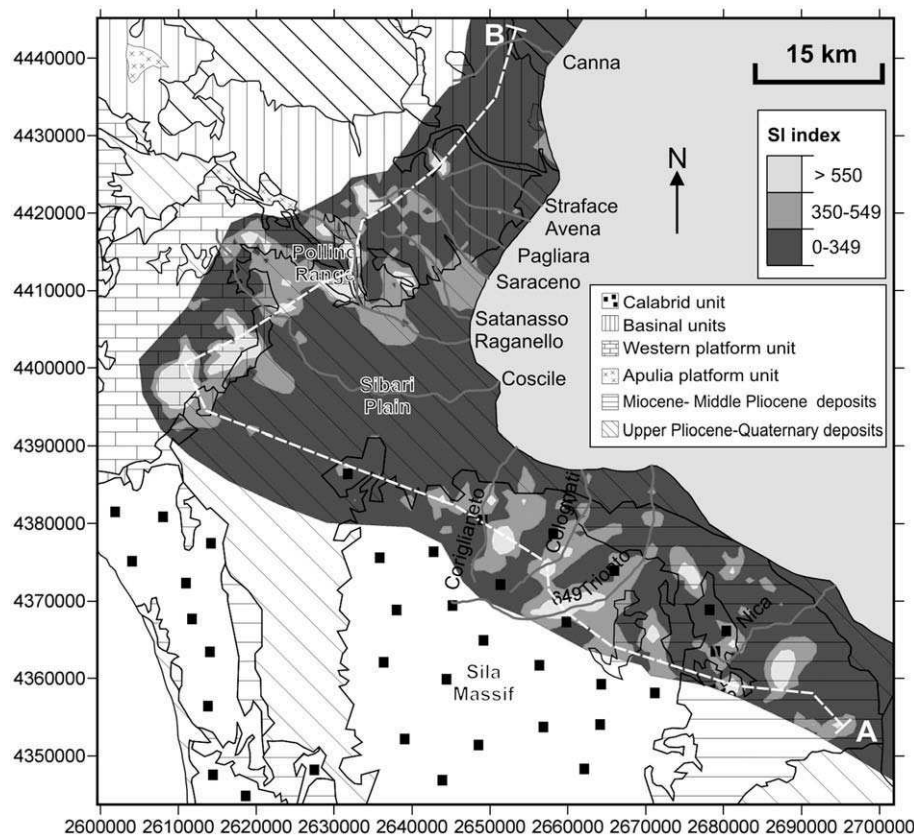 4440000
4430000
4420000
4410000
4400000
4390000
4380000
4370000
4360000
4350000
2600000 2610000 2620000 2630000 2640000 2650000 2660000 2670000 2680000 2690000 2700000
B
Canna
15 km
SI index
> 550
350-549
0-349
N
Straface
Avena
Pagliara
Saraceno
Satanasso
Raganello
Coscile
Calabrid unit
Basinal units
Western platform unit
Apulia platform unit
Miocene- Middle Pliocene deposits
Upper Pliocene-Quaternary deposits
Pollino
Range
Sibari
Plain
Coriglianeto
Colognati
Trionto
Nica
Sila
Massif
A